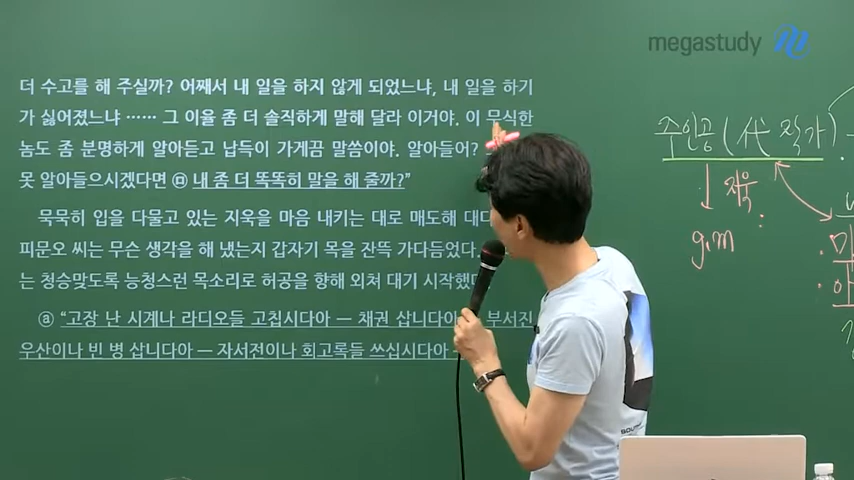 megastudy
더 수고를 해 주실까? 어째서 내 일을 하지 않게 되었느냐, 내 일을 하기
가 싫어졌느냐 …… 그 이율 좀 더 솔직하게 말해 달라 이거야. 이 무식한
놈도 좀 분명하게 알아듣고 납득이 가게끔 말씀이야. 알아들어?
못 알아들으시겠다면 ㉥ 내 좀 더 똑똑히 말을 해 줄까?”
묵묵히 입을 다물고 있는 지욱을 마음 내키는 대로 매도해 대
피문오 씨는 무슨 생각을 해 냈는지 갑자기 목을 잔뜩 가다듬었다.
는 청승맞도록 능청스런 목소리로 허공을 향해 외쳐 대기 시작했
ⓐ “고장 난 시계나 라디오들 고칩시다아 — 채권 삽니다아 부서진
우산이나 빈 병 삽니다아 — 자서전이나 회고록들 쓰십시다아
주인공(代 작가)
지욱